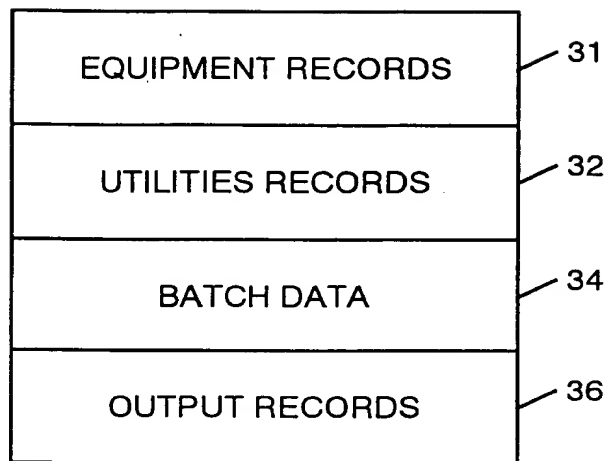 EQUIPMENT RECORDS 31
UTILITIES RECORDS 32
BATCH DATA 34
OUTPUT RECORDS 36